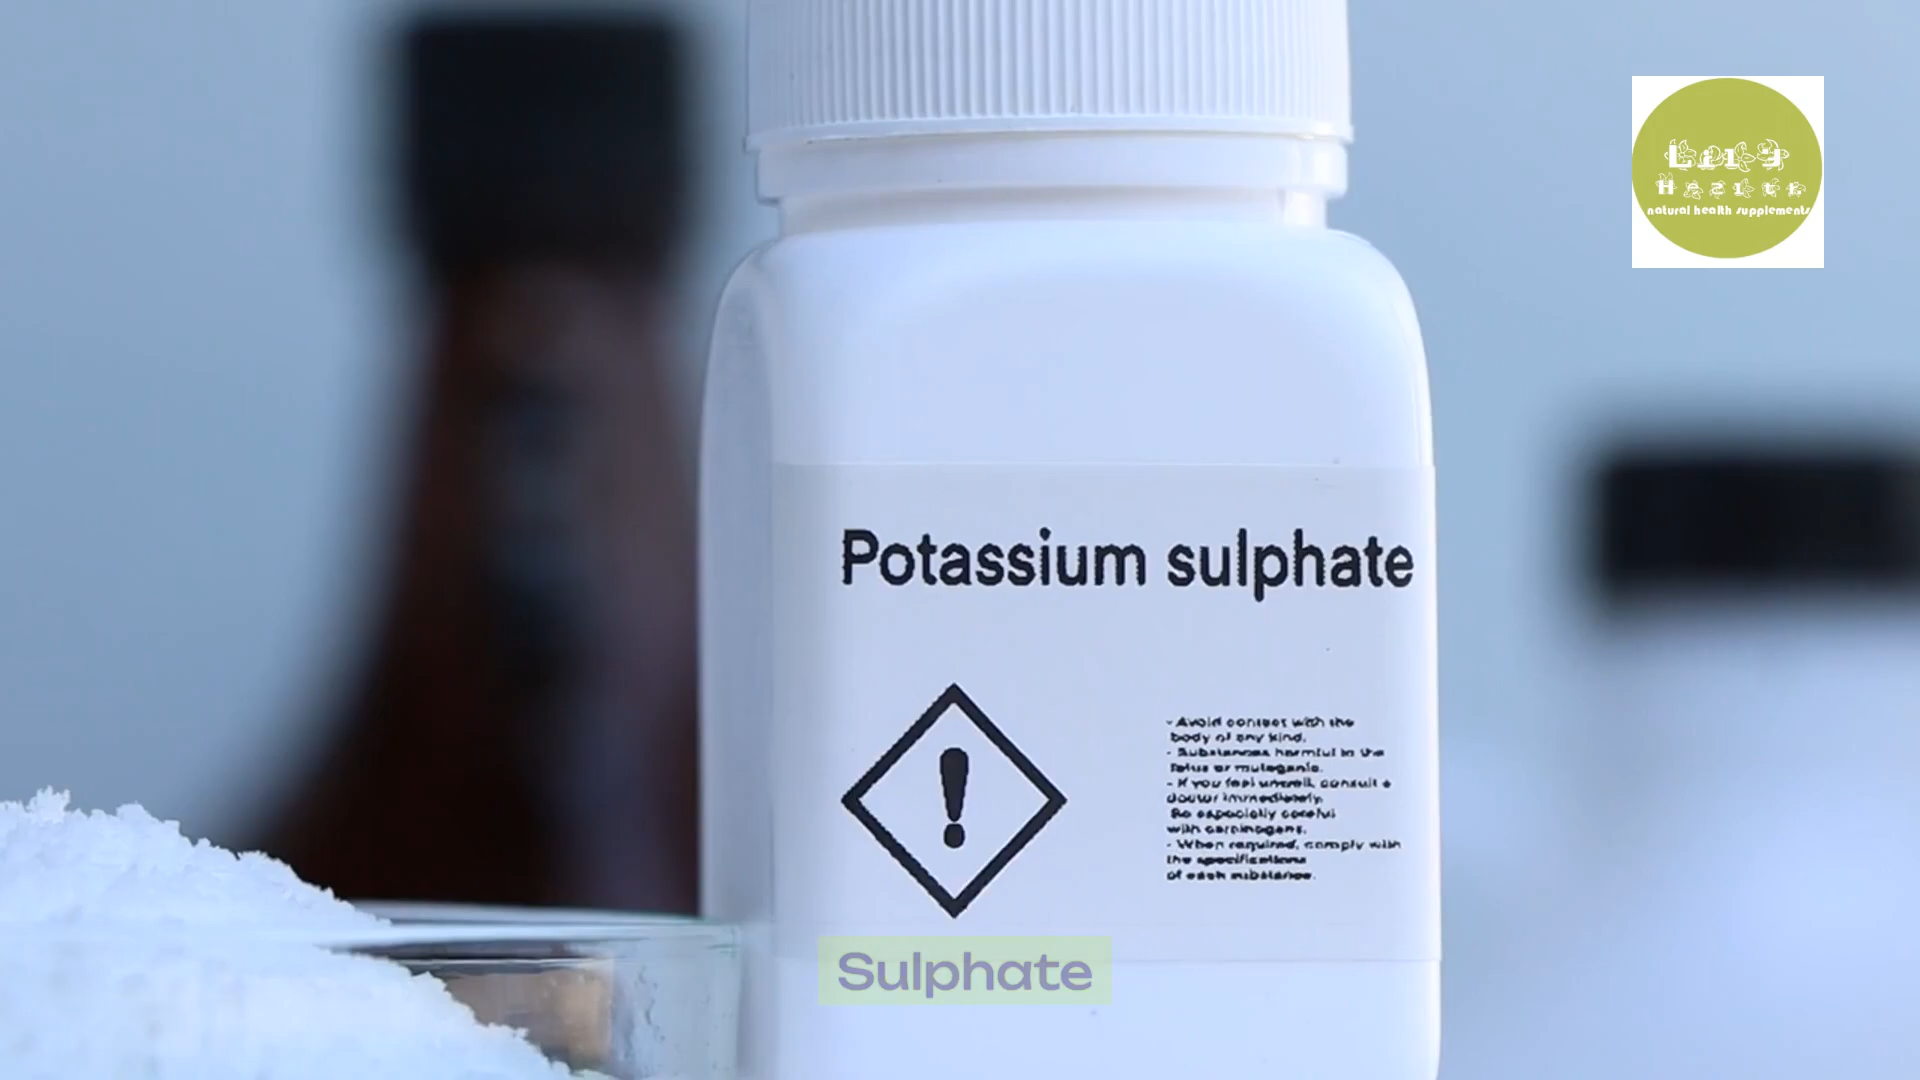 Lily
Health
natural health supplements
Potassium sulphate
- Avoid contact with the
body of any kind.
- Substances harmful to the
fetus or mutagenic.
- If you feel unwell, consult a
doctor immediately.
Be especially careful
with carcinogens.
- When required, comply with
the specifications
of each substance.
Sulphate